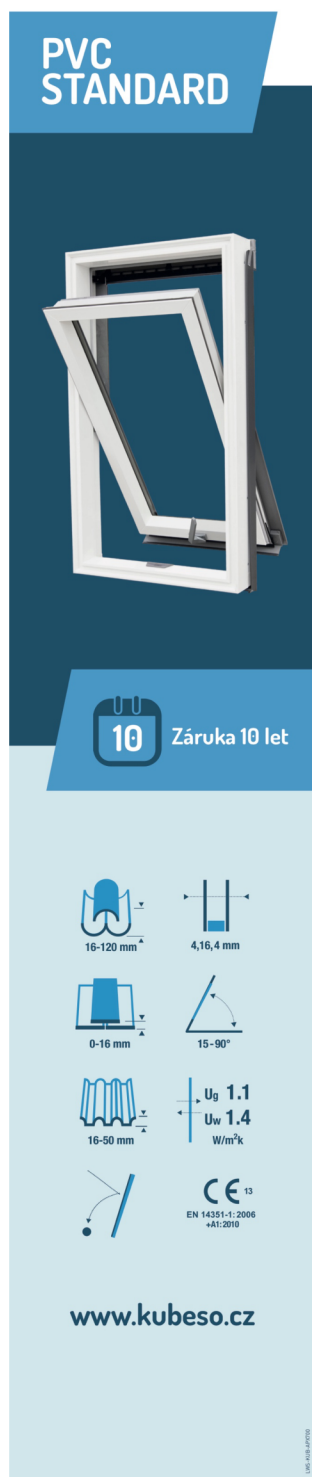 PVC
STANDARD
10
Záruka 10 let
16-120 mm
4,16,4 mm
0-16 mm
15-90°
16-50 mm
Ug 1.1
Uw 1.4
W/m²k
CE 13
EN 14351-1: 2006
+A1:2010
www.kubeso.cz